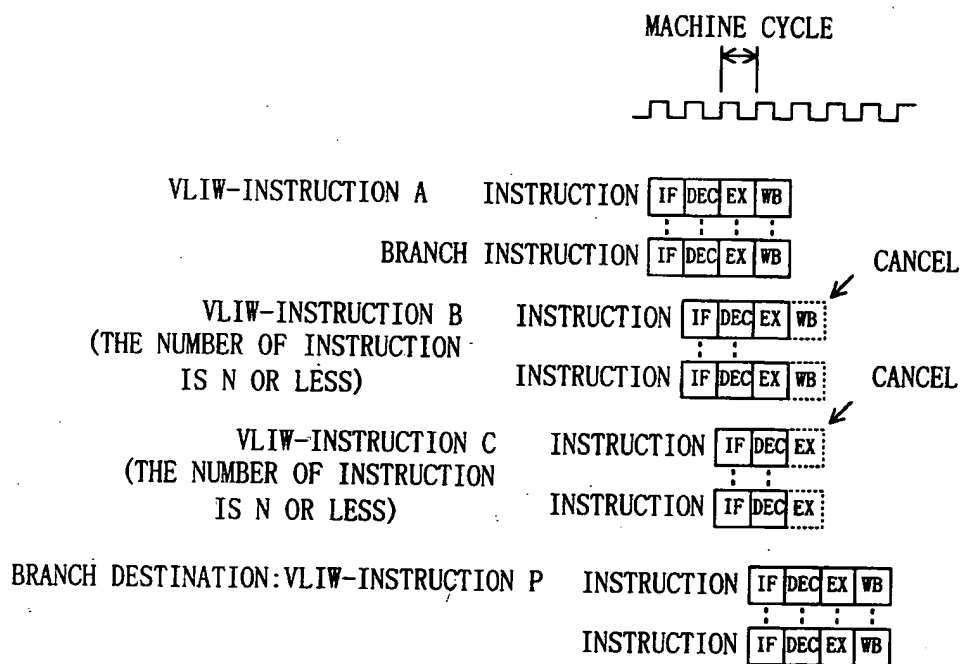 MACHINE CYCLE
VLIW-INSTRUCTION A INSTRUCTION IF DEC EX WB
BRANCH INSTRUCTION IF DEC EX WB
CANCEL
VLIW-INSTRUCTION B INSTRUCTION IF DEC EX WB
(THE NUMBER OF INSTRUCTION
IS N OR LESS) INSTRUCTION IF DEC EX WB
CANCEL
VLIW-INSTRUCTION C INSTRUCTION IF DEC EX
(THE NUMBER OF INSTRUCTION
IS N OR LESS) INSTRUCTION IF DEC EX
BRANCH DESTINATION:VLIW-INSTRUCTION P INSTRUCTION IF DEC EX WB
INSTRUCTION IF DEC EX WB